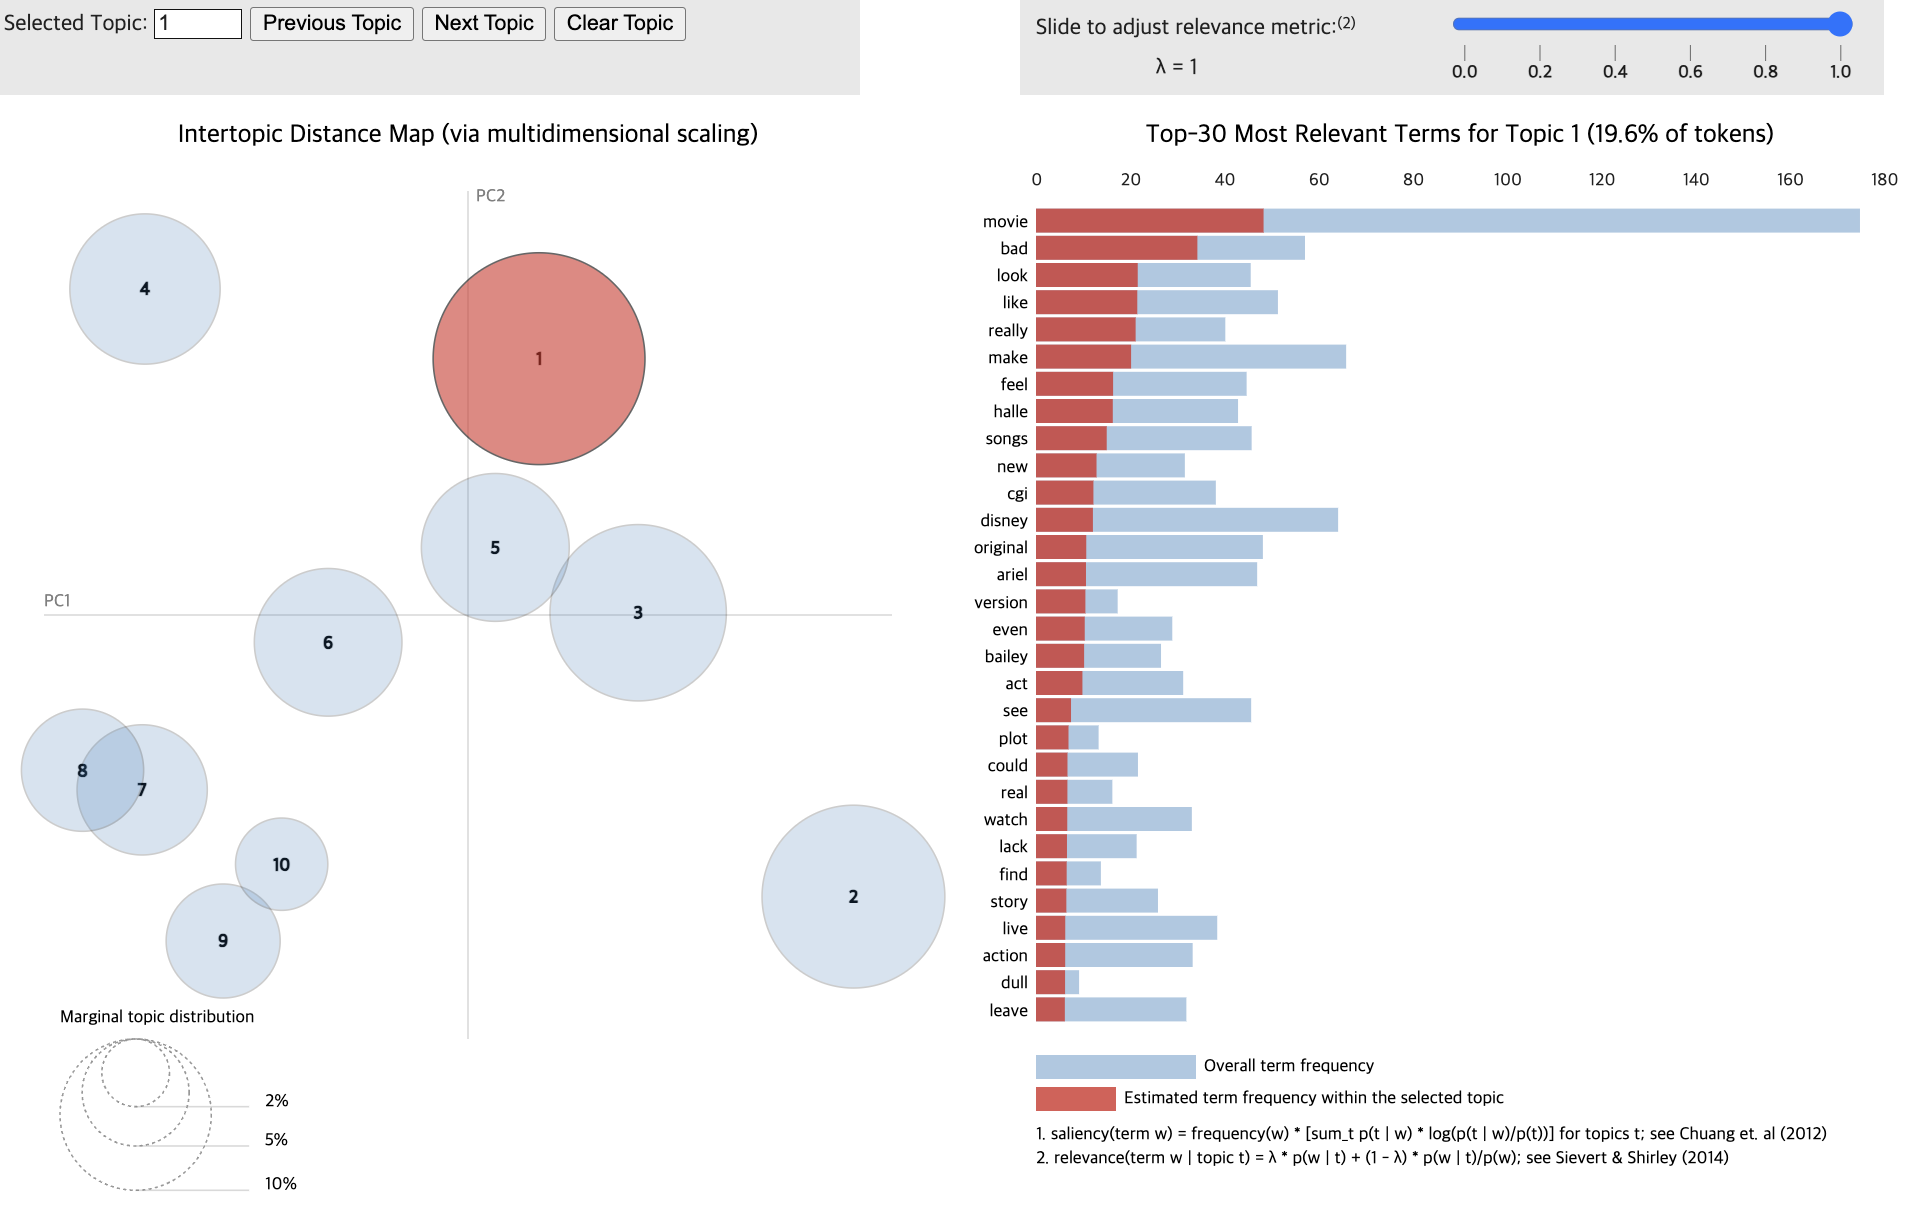 Selected Topic: 1 Previous Topic Next Topic Clear Topic
Slide to adjust relevance metric:(2)
λ = 1
0.0 0.2 0.4 0.6 0.8 1.0
Intertopic Distance Map (via multidimensional scaling)
PC2
PC1
4
1
5
3
6
8
7
10
9
2
Marginal topic distribution
2%
5%
10%
Top-30 Most Relevant Terms for Topic 1 (19.6% of tokens)
0 20 40 60 80 100 120 140 160 180
movie
bad
look
like
really
make
feel
halle
songs
new
cgi
disney
original
ariel
version
even
bailey
act
see
plot
could
real
watch
lack
find
story
live
action
dull
leave
Overall term frequency
Estimated term frequency within the selected topic
1. saliency(term w) = frequency(w) * [sum_t p(t | w) * log(p(t | w)/p(t))] for topics t; see Chuang et. al (2012)
2. relevance(term w | topic t) = λ * p(w | t) + (1 - λ) * p(w | t)/p(w); see Sievert & Shirley (2014)